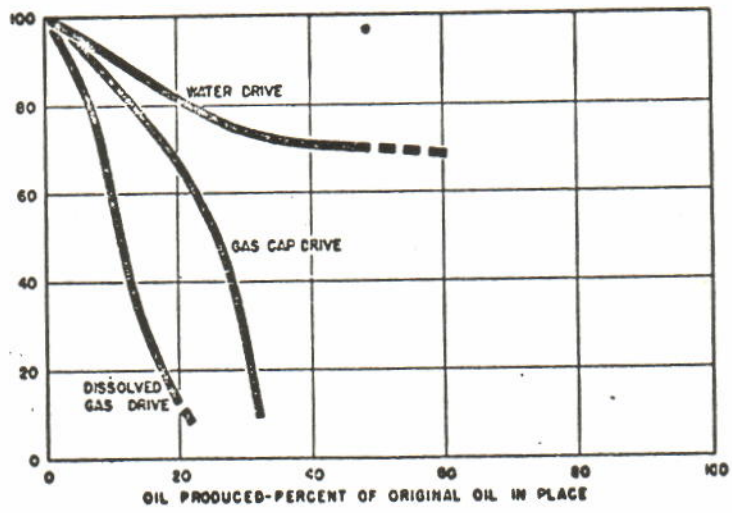 100
80
60
40
20
0
WATER DRIVE
GAS CAP DRIVE
DISSOLVED
GAS DRIVE
0 20 40 60 80 100
OIL PRODUCED-PERCENT OF ORIGINAL OIL IN PLACE